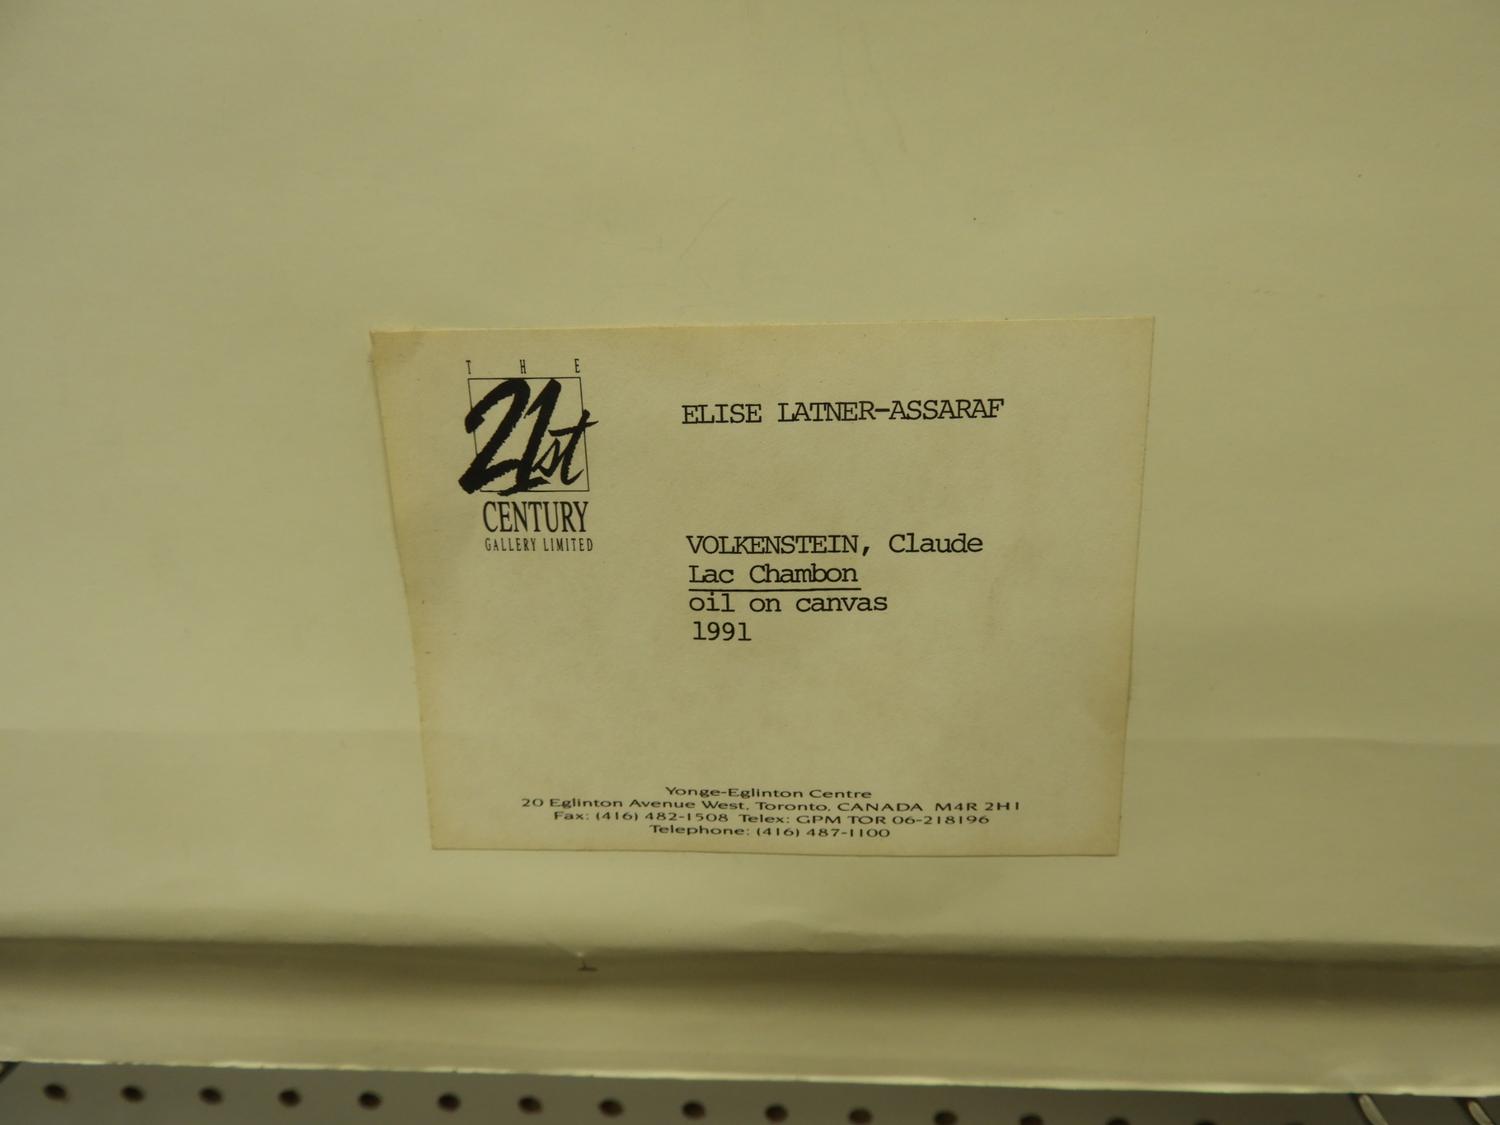 THE
21st
CENTURY
GALLERY LIMITED
ELISE LATNER-ASSARAF
VOLKENSTEIN, Claude
Lac Chambon
oil on canvas
1991
Yonge-Eglinton Centre
20 Eglinton Avenue West, Toronto, CANADA M4R 2H1
Fax: (416) 482-1508 Telex: GPM TOR 06-218196
Telephone: (416) 487-1100